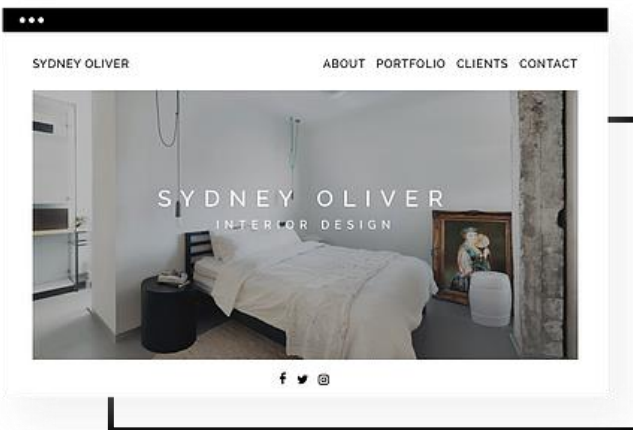 SYDNEY OLIVER
ABOUT PORTFOLIO CLIENTS CONTACT
SYDNEY OLIVER
INTERIOR DESIGN